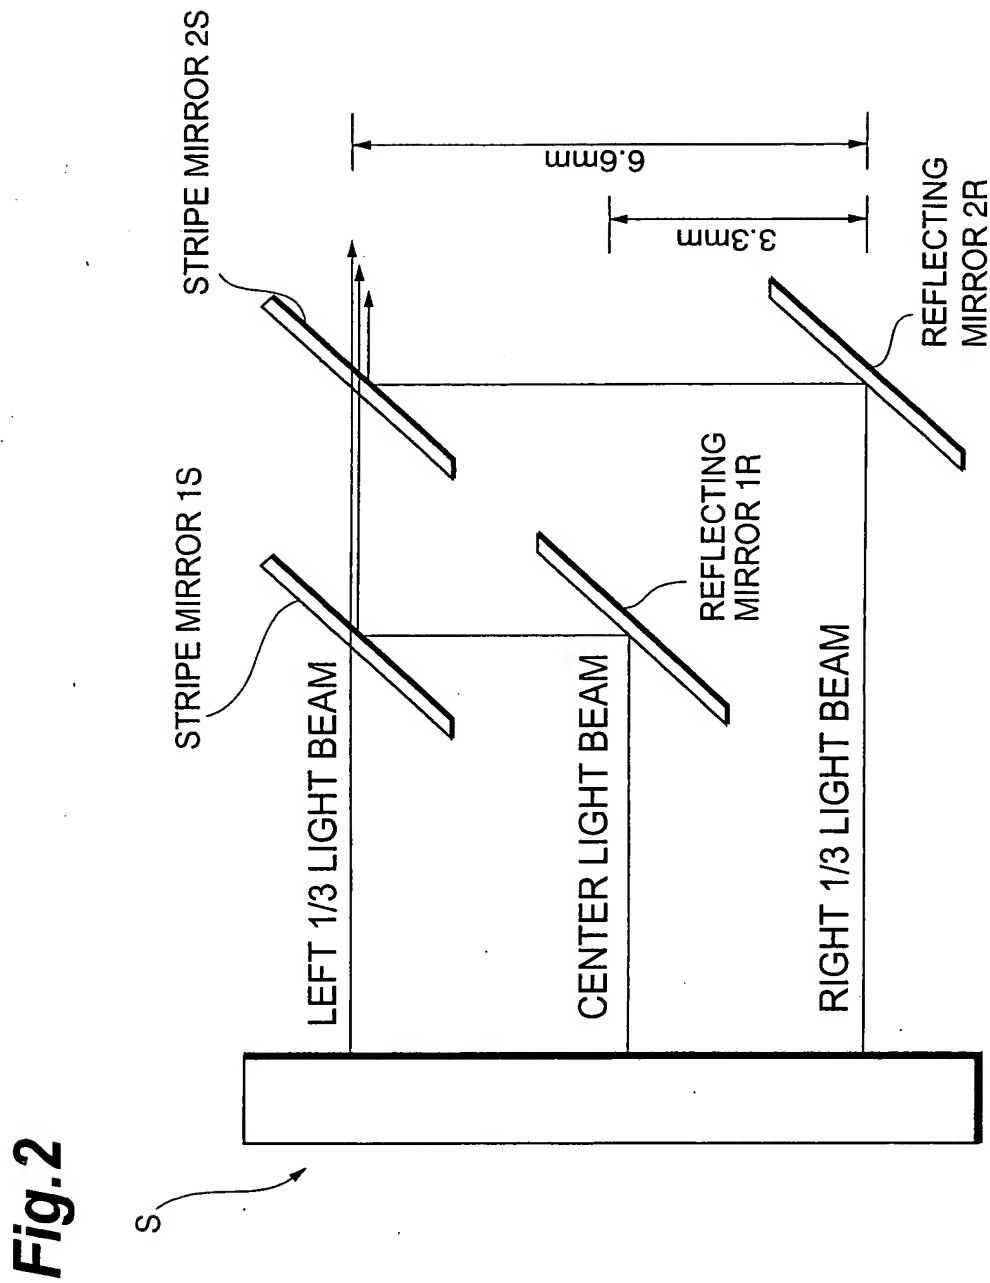 Fig.2
S
LEFT 1/3 LIGHT BEAM
CENTER LIGHT BEAM
RIGHT 1/3 LIGHT BEAM
STRIPE MIRROR 1S
STRIPE MIRROR 2S
REFLECTING
MIRROR 1R
REFLECTING
MIRROR 2R
6.6mm
3.3mm